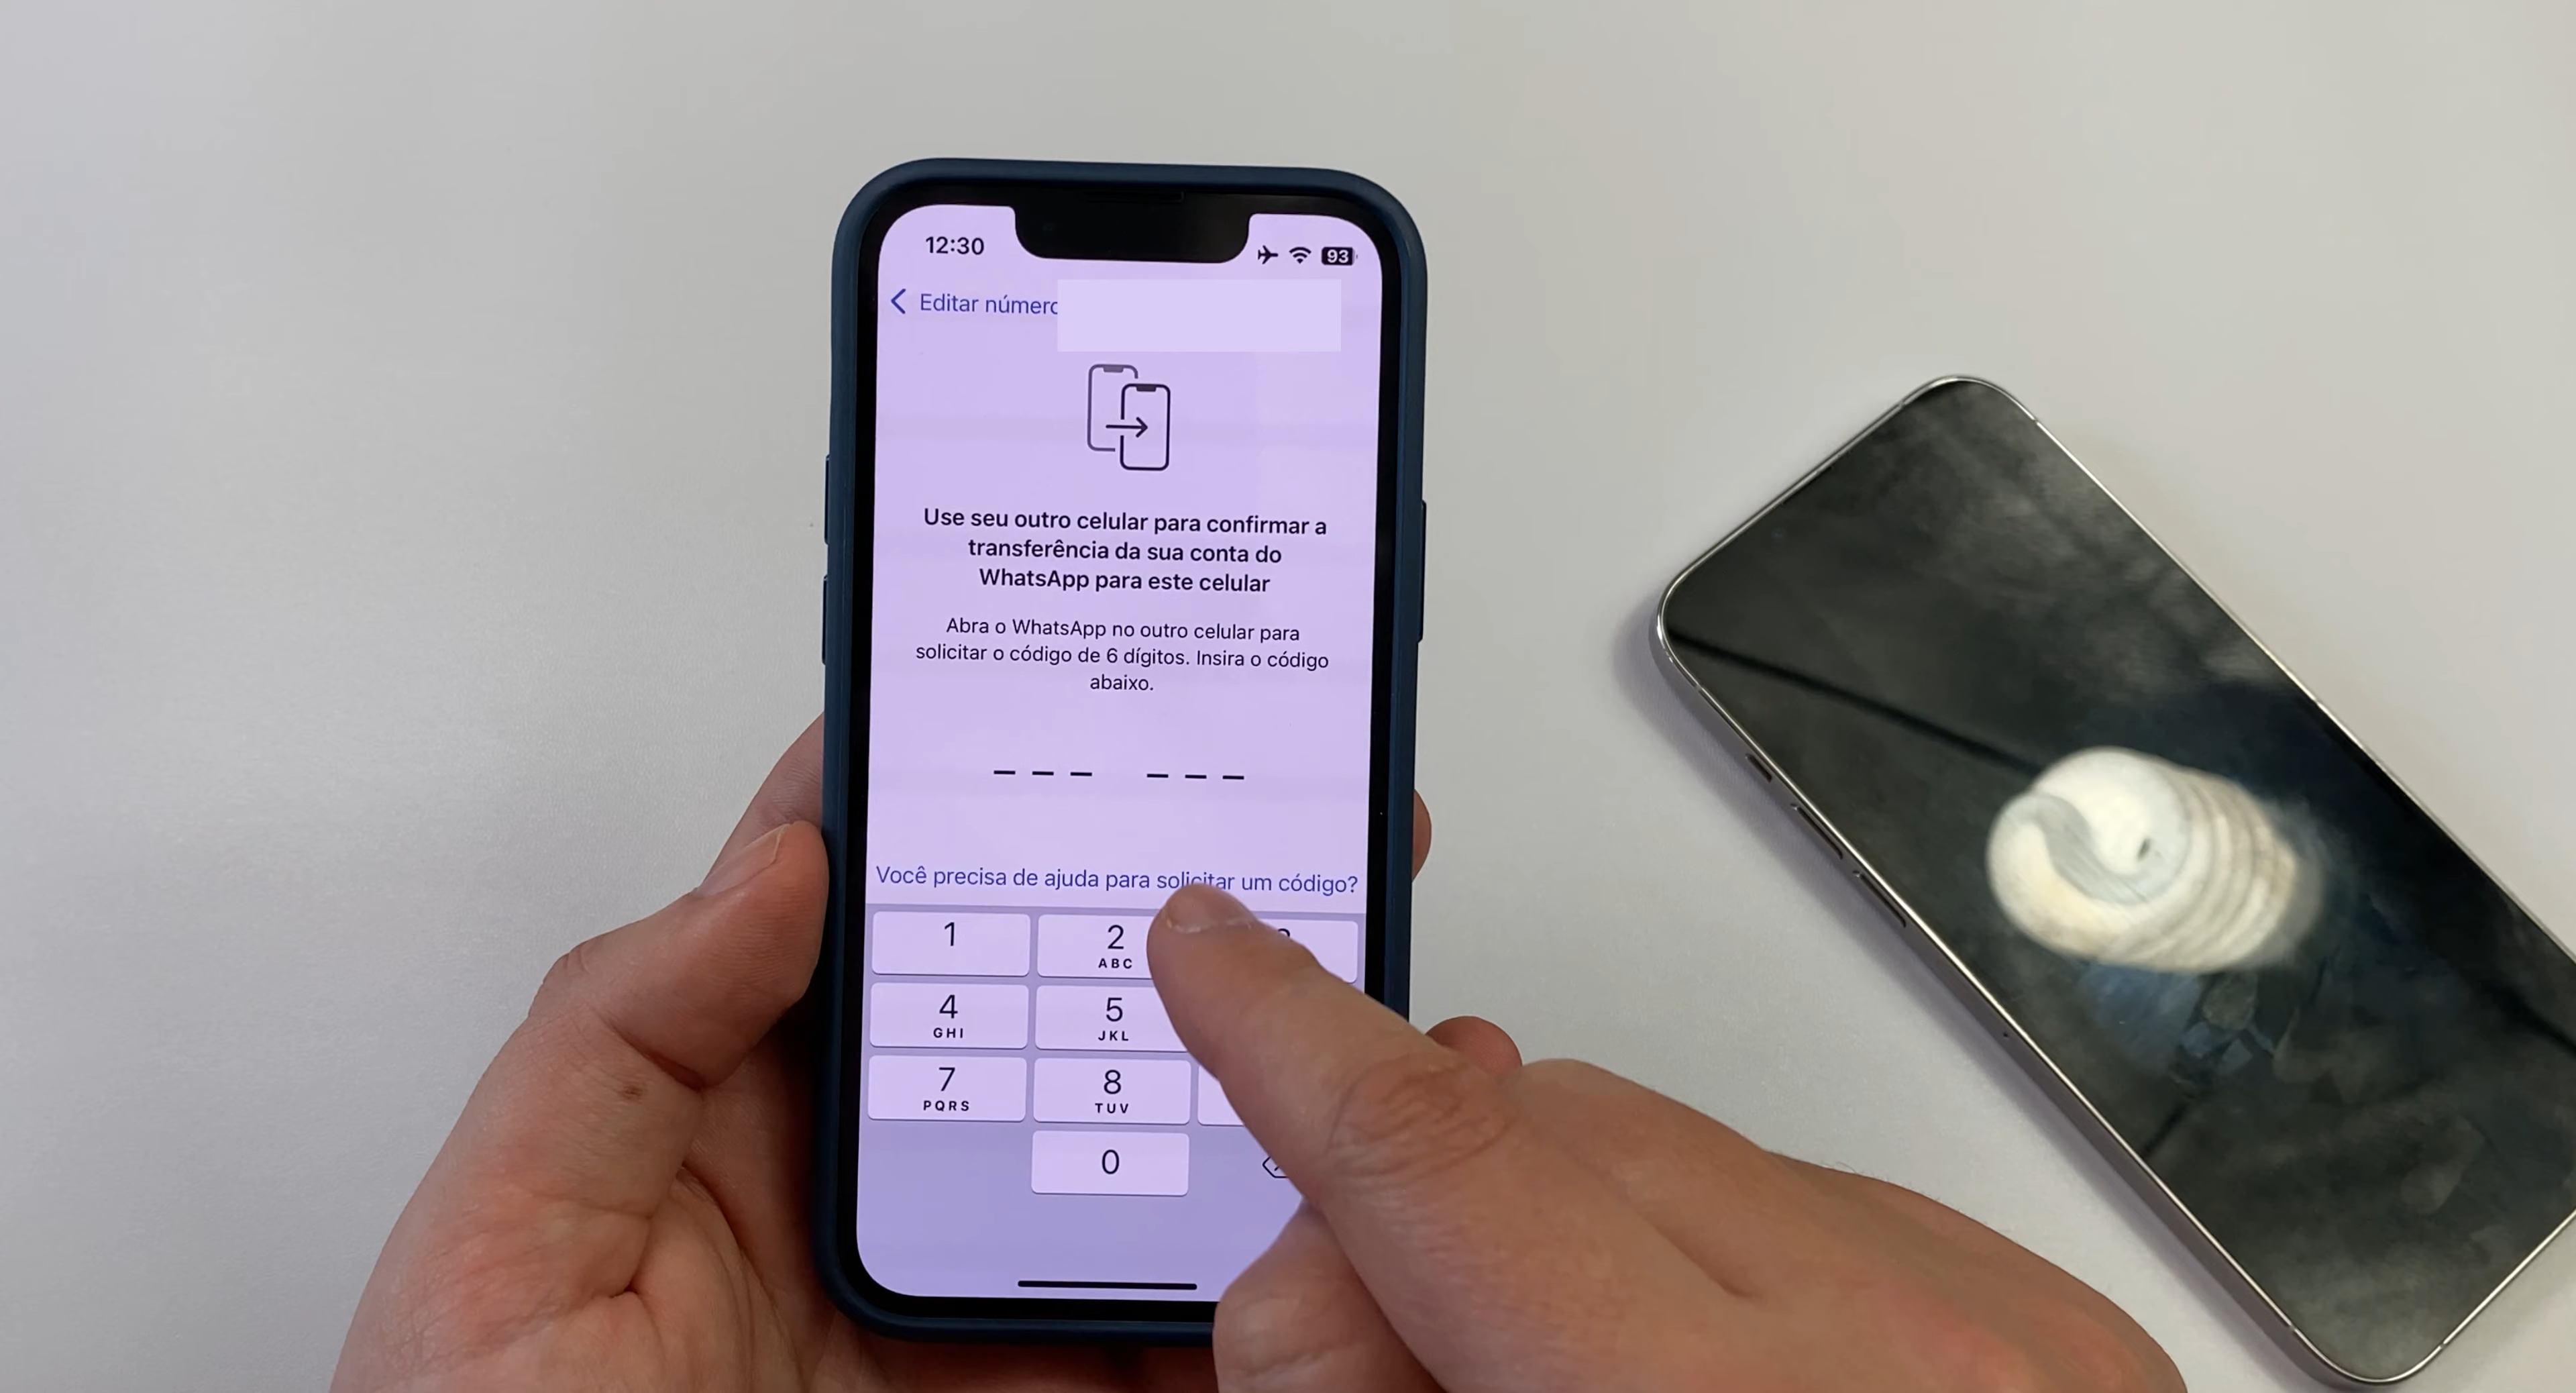 12:30
93
Editar número
Use seu outro celular para confirmar a
transferência da sua conta do
WhatsApp para este celular
Abra o WhatsApp no outro celular para
solicitar o código de 6 dígitos. Insira o código
abaixo.
Você precisa de ajuda para solicitar um código?
1
2
ABC
4
GHI
5
JKL
7
PQRS
8
TUV
0